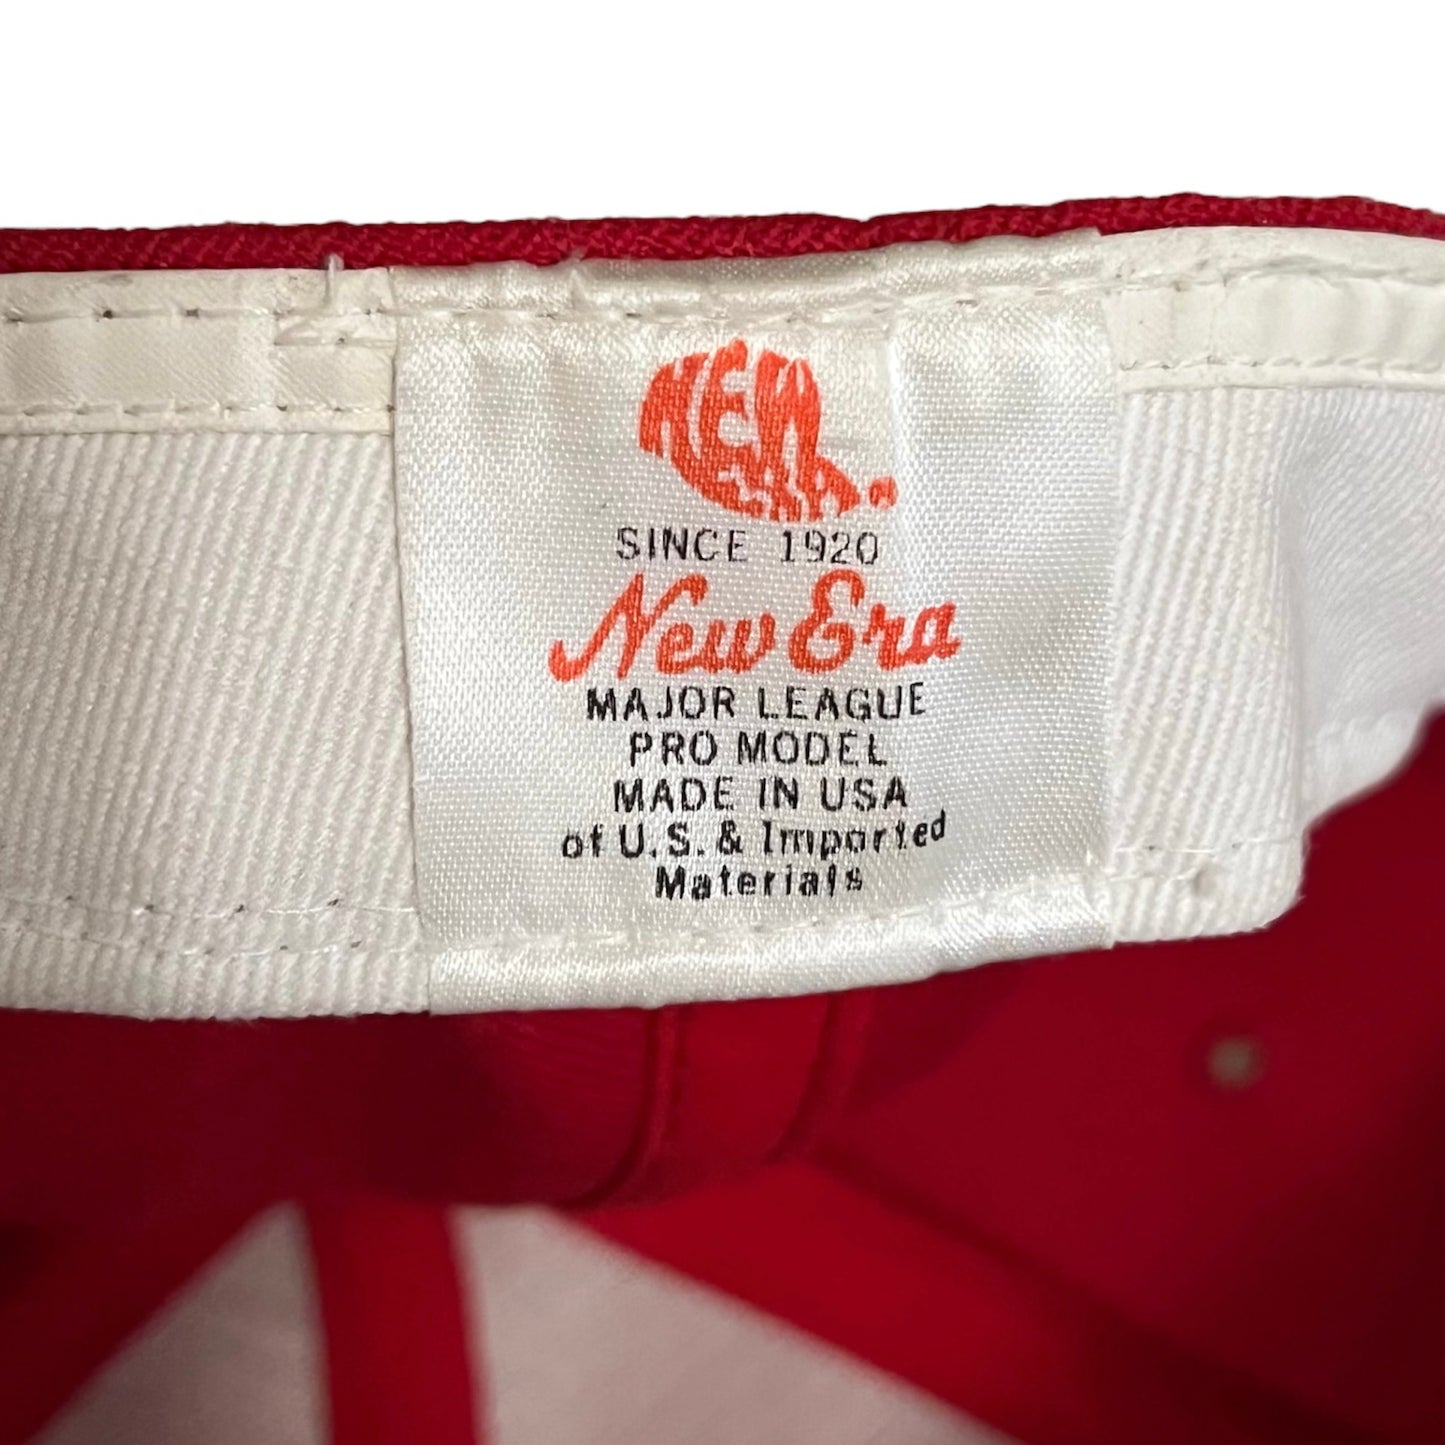 NEW
ERA
SINCE 1920
New Era
MAJOR LEAGUE
PRO MODEL
MADE IN USA
of U.S. & Imported
Materials